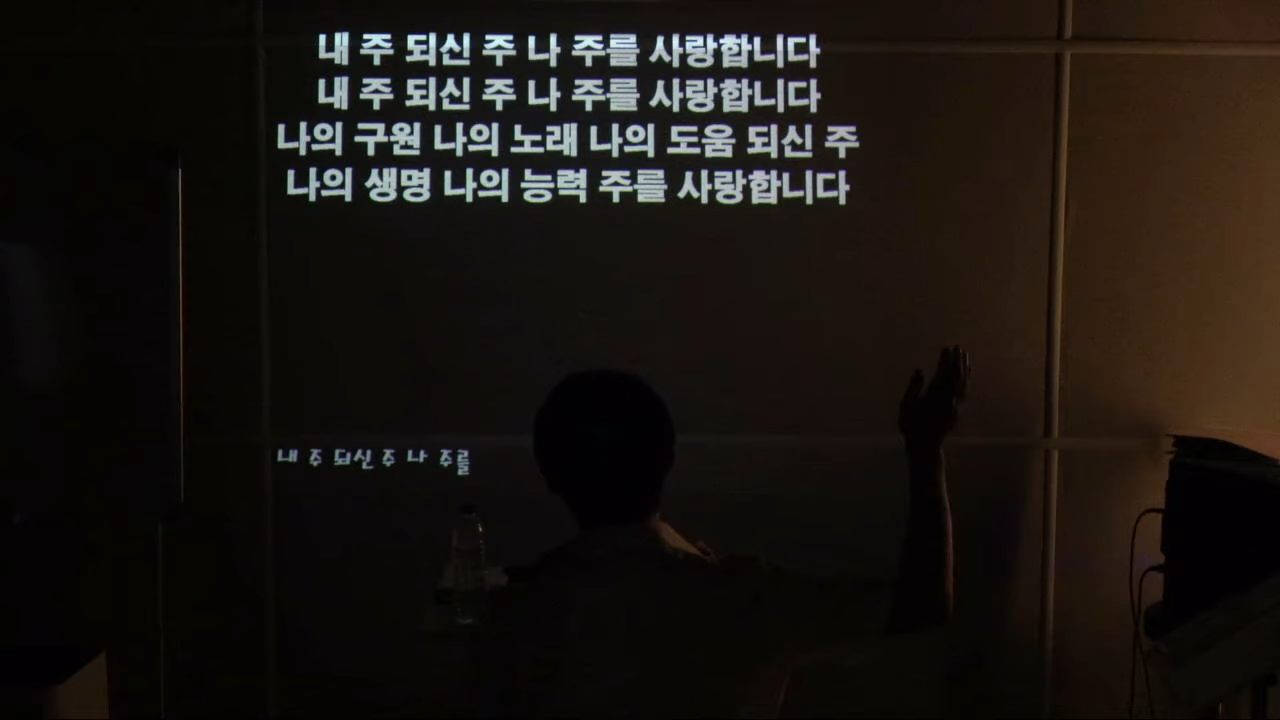 내 주 되신 주 나 주를 사랑합니다
내 주 되신 주 나 주를 사랑합니다
나의 구원 나의 노래 나의 도움 되신 주
나의 생명 나의 능력 주를 사랑합니다
내 주 되신 주 나 주를